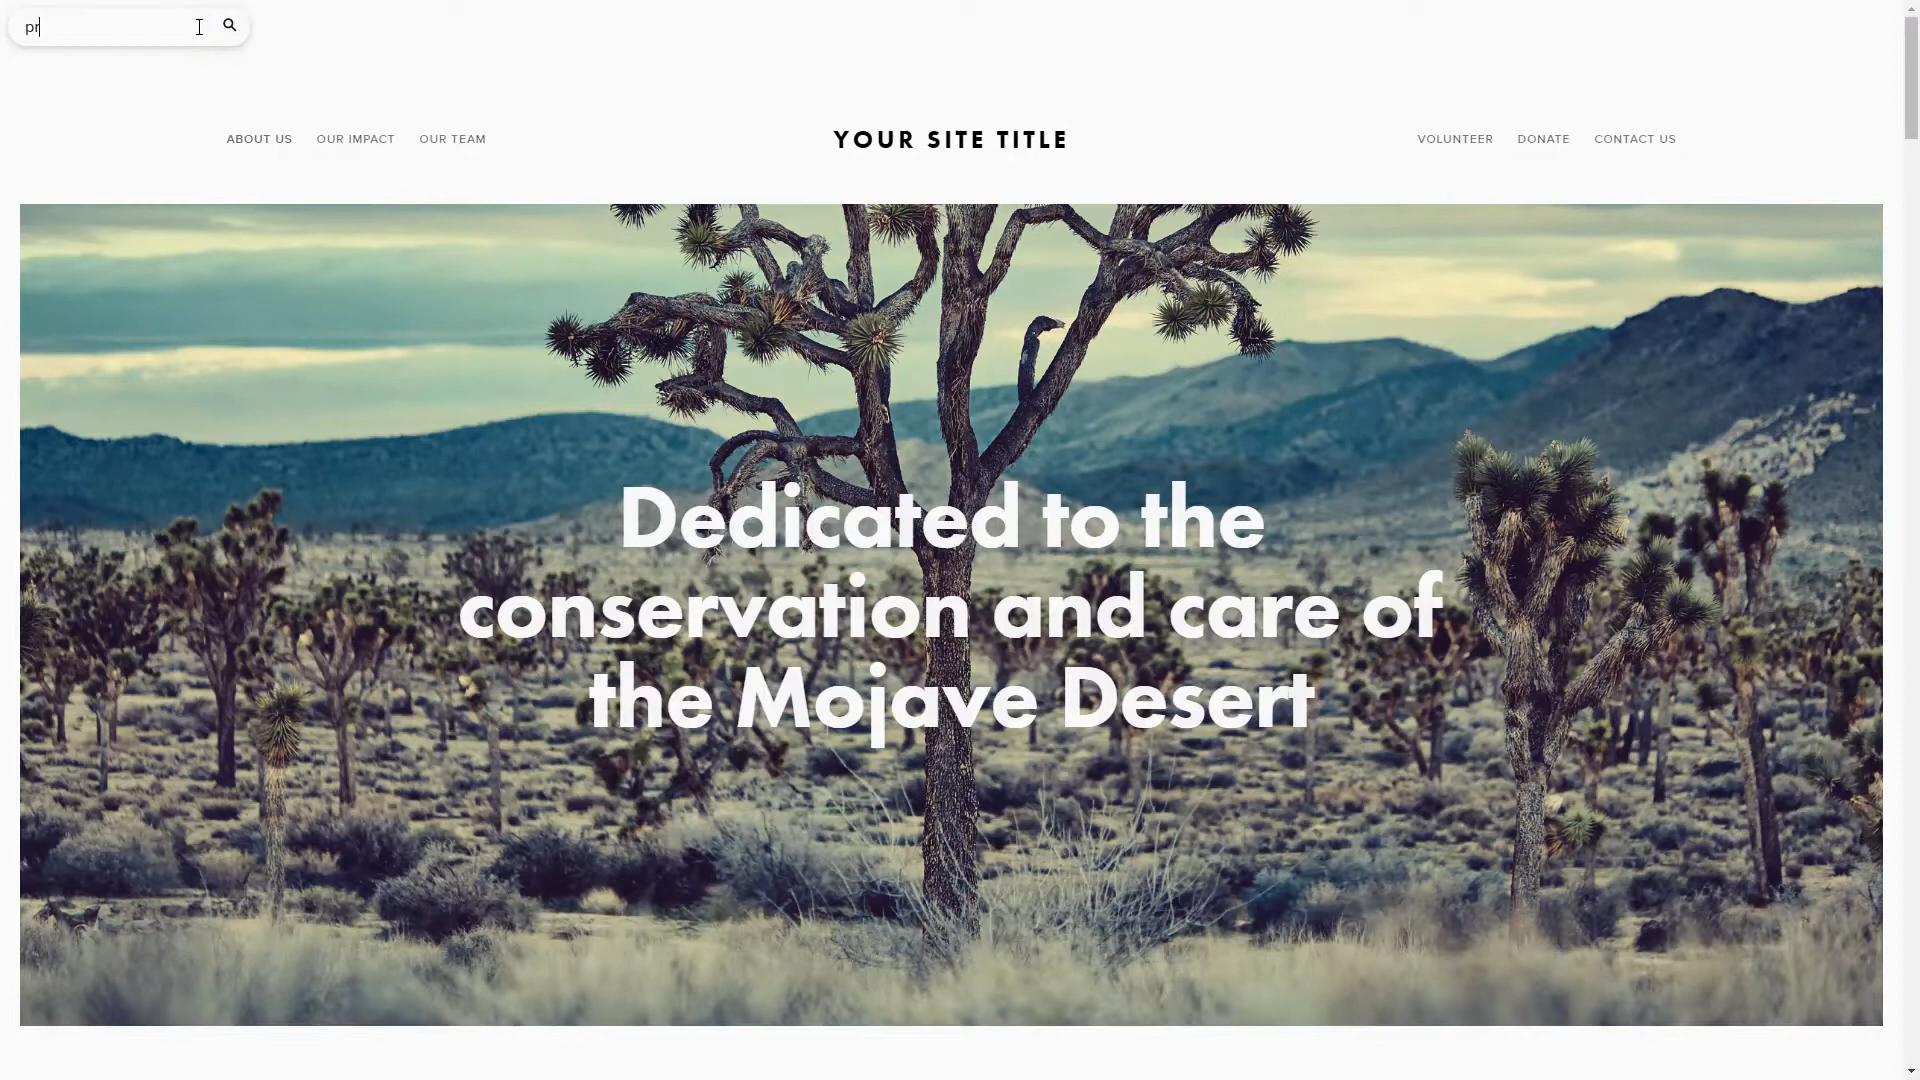 pr
ABOUT US OUR IMPACT OUR TEAM YOUR SITE TITLE VOLUNTEER DONATE CONTACT US
Dedicated to the
conservation and care of
the Mojave Desert